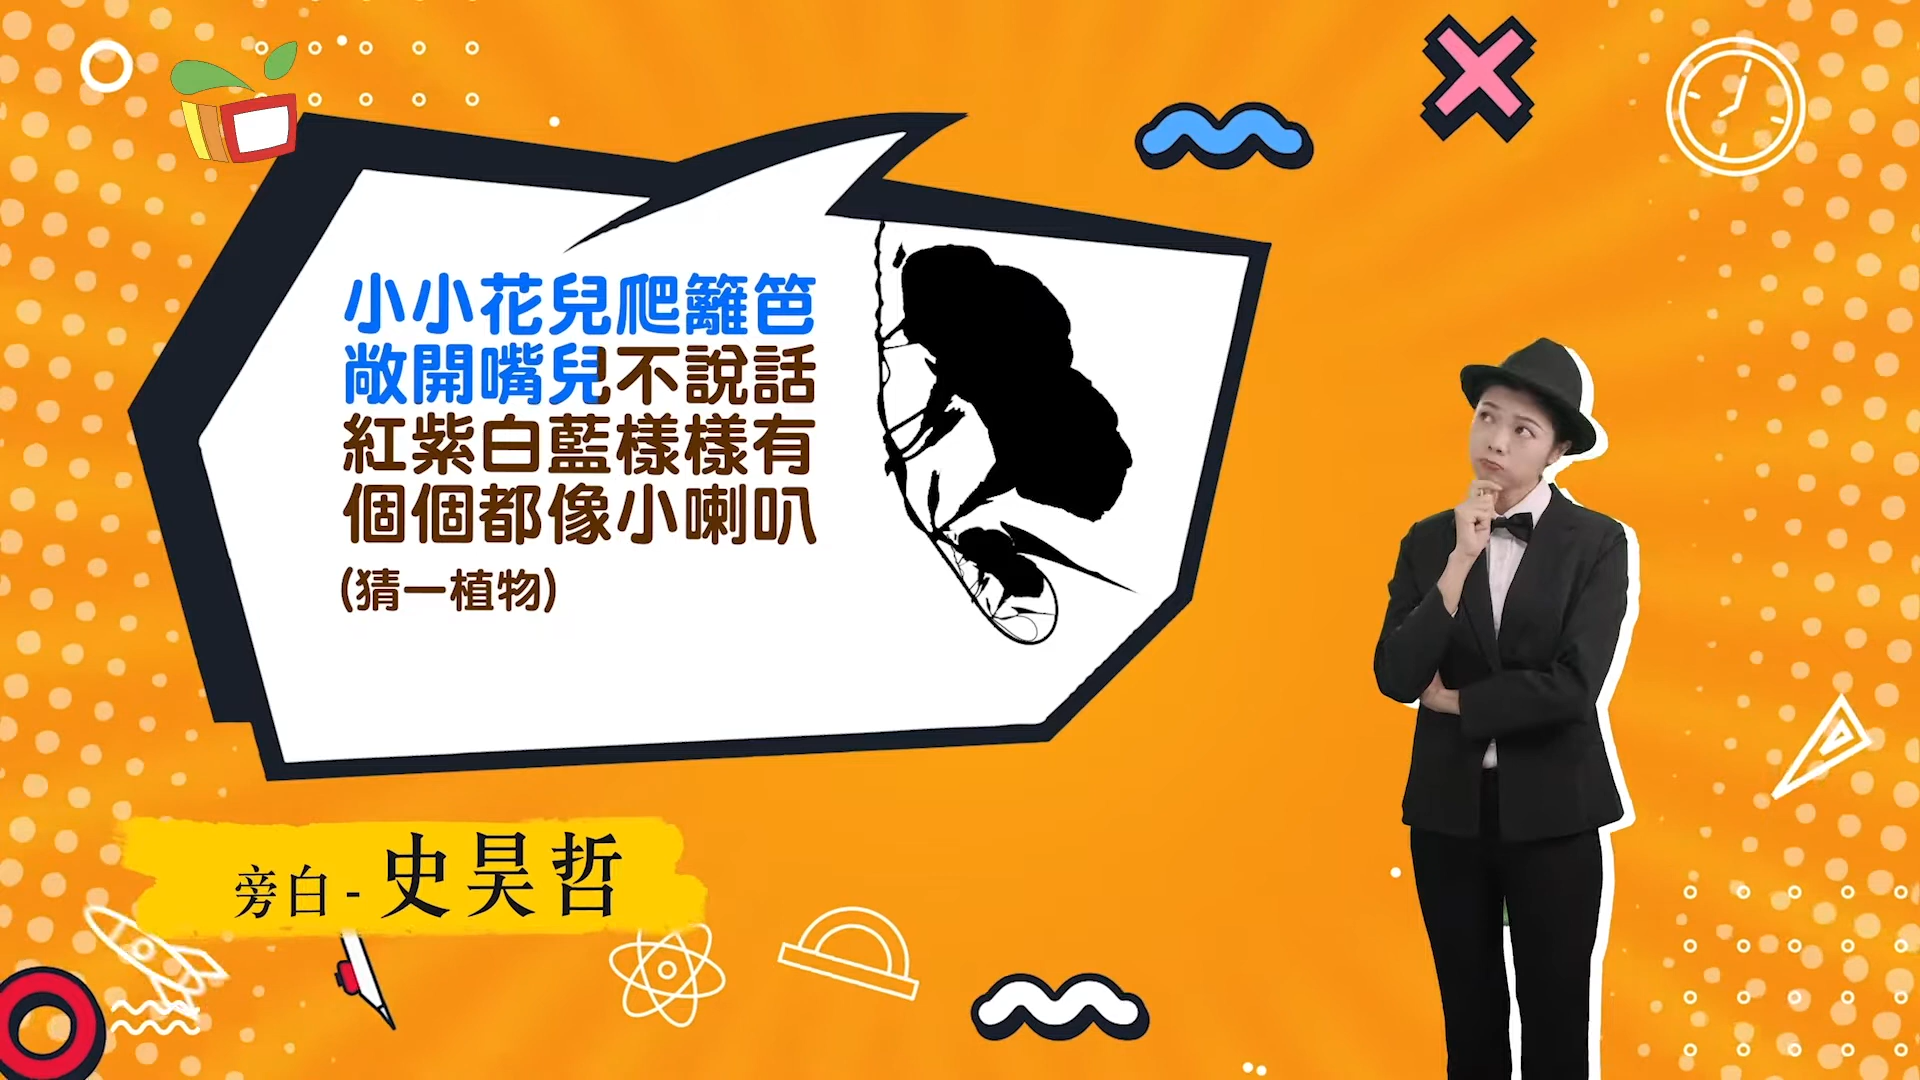 小小花兒爬籬笆
敞開嘴兒不說話
紅紫白藍樣樣有
個個都像小喇叭
(猜一植物)
旁白-史昊哲